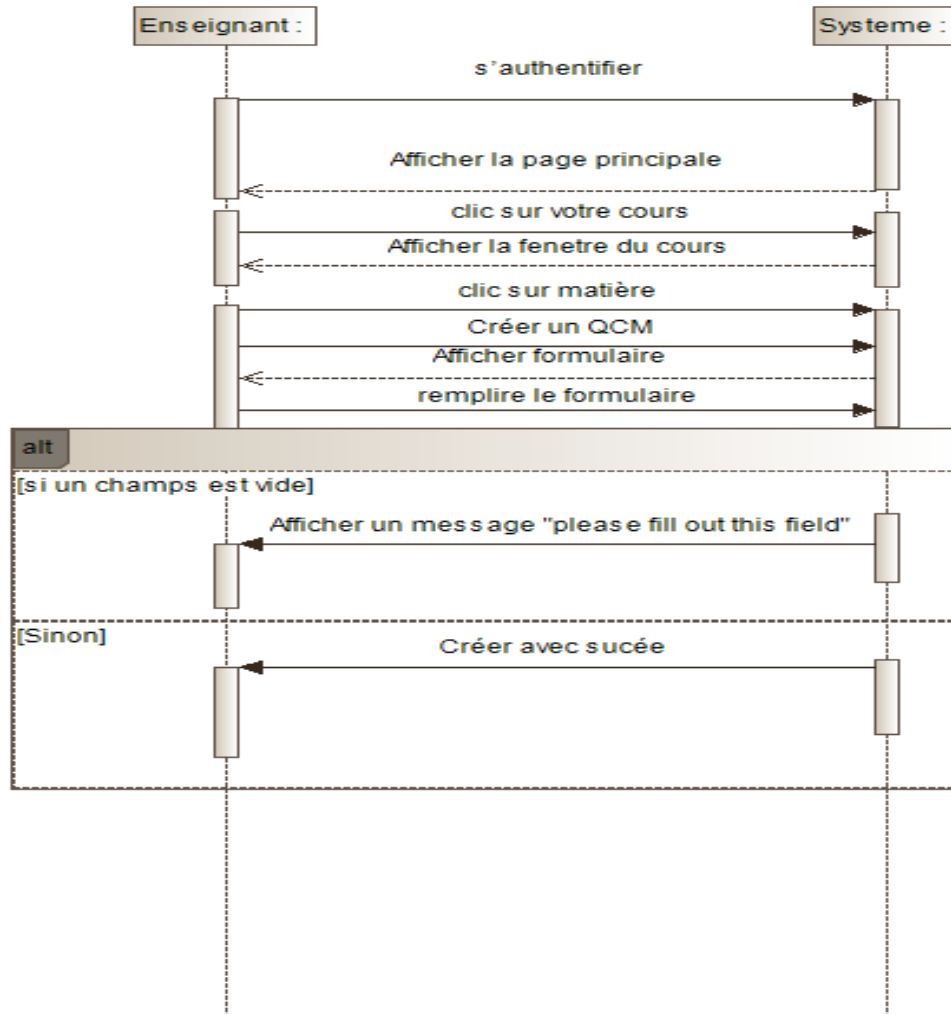 Enseignant :
Systeme :
s'authentifier
Afficher la page principale
clic sur votre cours
Afficher la fenetre du cours
clic sur matière
Créer un QCM
Afficher formulaire
remplire le formulaire
alt
[si un champs est vide]
Afficher un message "please fill out this field"
[Sinon]
Créer avec sucée